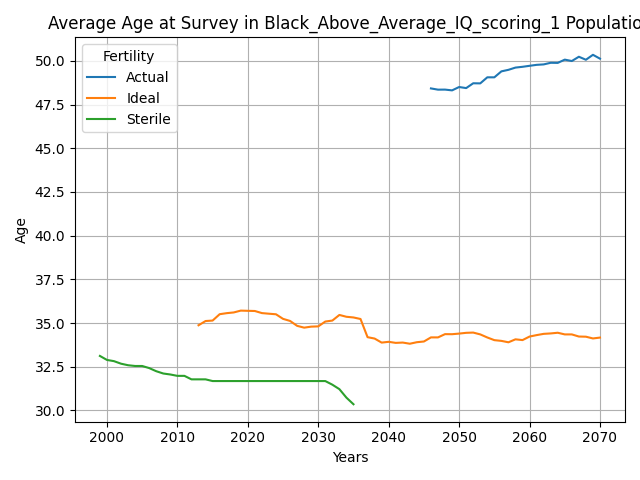 Average Age at Survey in Black_Above_Average_IQ_scoring_1 Populatio
Fertility
Actual
Ideal
Sterile
Age
50.0
47.5
45.0
42.5
40.0
37.5
35.0
32.5
30.0
2000 2010 2020 2030 2040 2050 2060 2070
Years